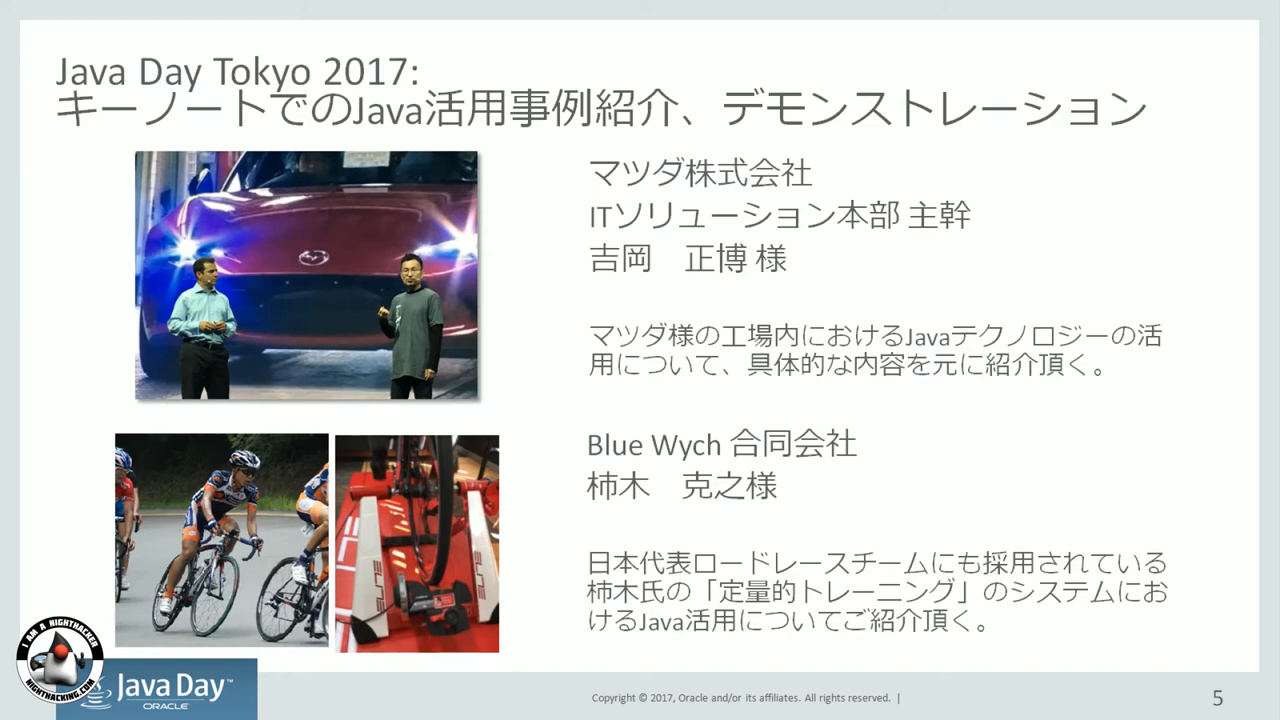 Java Day Tokyo 2017:
キーノートでのJava活用事例紹介、デモンストレーション
マツダ株式会社
ITソリューション本部 主幹
吉岡　正博 様
マツダ様の工場内におけるJavaテクノロジーの活
用について、具体的な内容を元に紹介頂く。
Blue Wych 合同会社
柿木　克之様
日本代表ロードレースチームにも採用されている
柿木氏の「定量的トレーニング」のシステムにお
けるJava活用についてご紹介頂く。
ELITE
ELITE
I AM A NIGHTHACKER
NIGHTHACKING.COM
Java Day™
ORACLE
Copyright © 2017, Oracle and/or its affiliates. All rights reserved. |
5